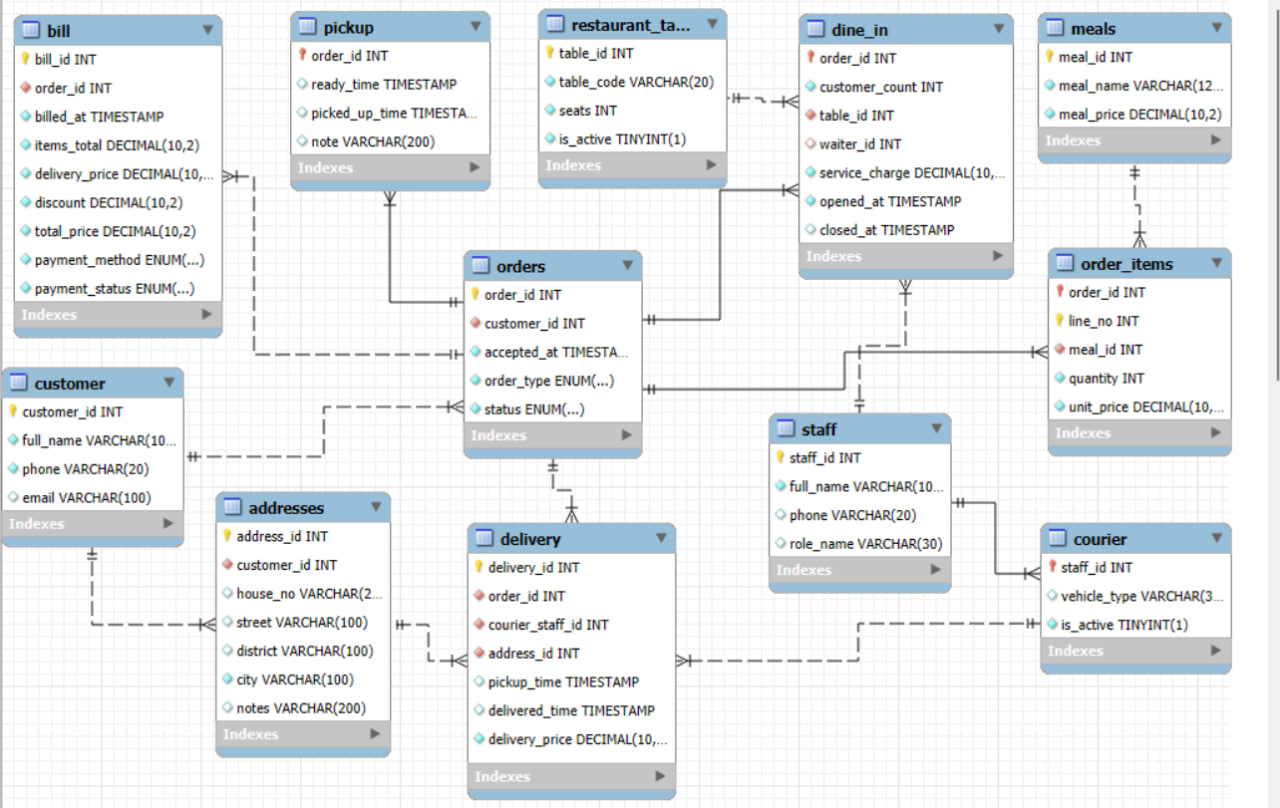 bill
bill_id INT
order_id INT
billed_at TIMESTAMP
items_total DECIMAL(10,2)
delivery_price DECIMAL(10,...
discount DECIMAL(10,2)
total_price DECIMAL(10,2)
payment_method ENUM(...)
payment_status ENUM(...)
Indexes
pickup
order_id INT
ready_time TIMESTAMP
picked_up_time TIMESTA...
note VARCHAR(200)
Indexes
restaurant_ta...
table_id INT
table_code VARCHAR(20)
seats INT
is_active TINYINT(1)
Indexes
dine_in
order_id INT
customer_count INT
table_id INT
waiter_id INT
service_charge DECIMAL(10,...
opened_at TIMESTAMP
closed_at TIMESTAMP
Indexes
meals
meal_id INT
meal_name VARCHAR(12...
meal_price DECIMAL(10,2)
Indexes
orders
order_id INT
customer_id INT
accepted_at TIMESTA...
order_type ENUM(...)
status ENUM(...)
Indexes
order_items
order_id INT
line_no INT
meal_id INT
quantity INT
unit_price DECIMAL(10,...
Indexes
customer
customer_id INT
full_name VARCHAR(10...
phone VARCHAR(20)
email VARCHAR(100)
Indexes
addresses
address_id INT
customer_id INT
house_no VARCHAR(2...
street VARCHAR(100)
district VARCHAR(100)
city VARCHAR(100)
notes VARCHAR(200)
Indexes
delivery
delivery_id INT
order_id INT
courier_staff_id INT
address_id INT
pickup_time TIMESTAMP
delivered_time TIMESTAMP
delivery_price DECIMAL(10,...
Indexes
staff
staff_id INT
full_name VARCHAR(10...
phone VARCHAR(20)
role_name VARCHAR(30)
Indexes
courier
staff_id INT
vehicle_type VARCHAR(3...
is_active TINYINT(1)
Indexes